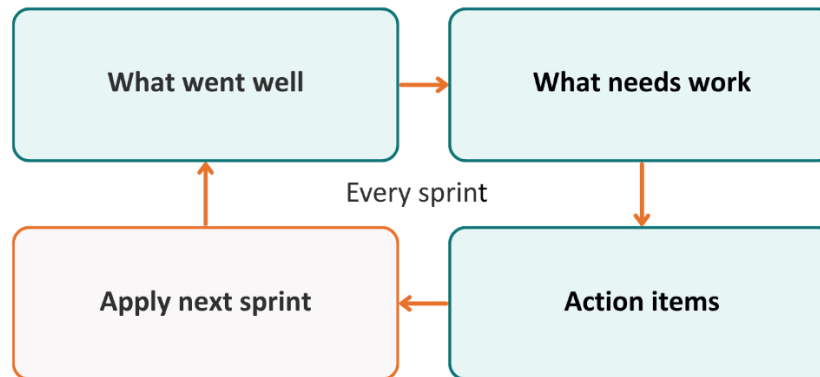 What went well
What needs work
Every sprint
Apply next sprint
Action items